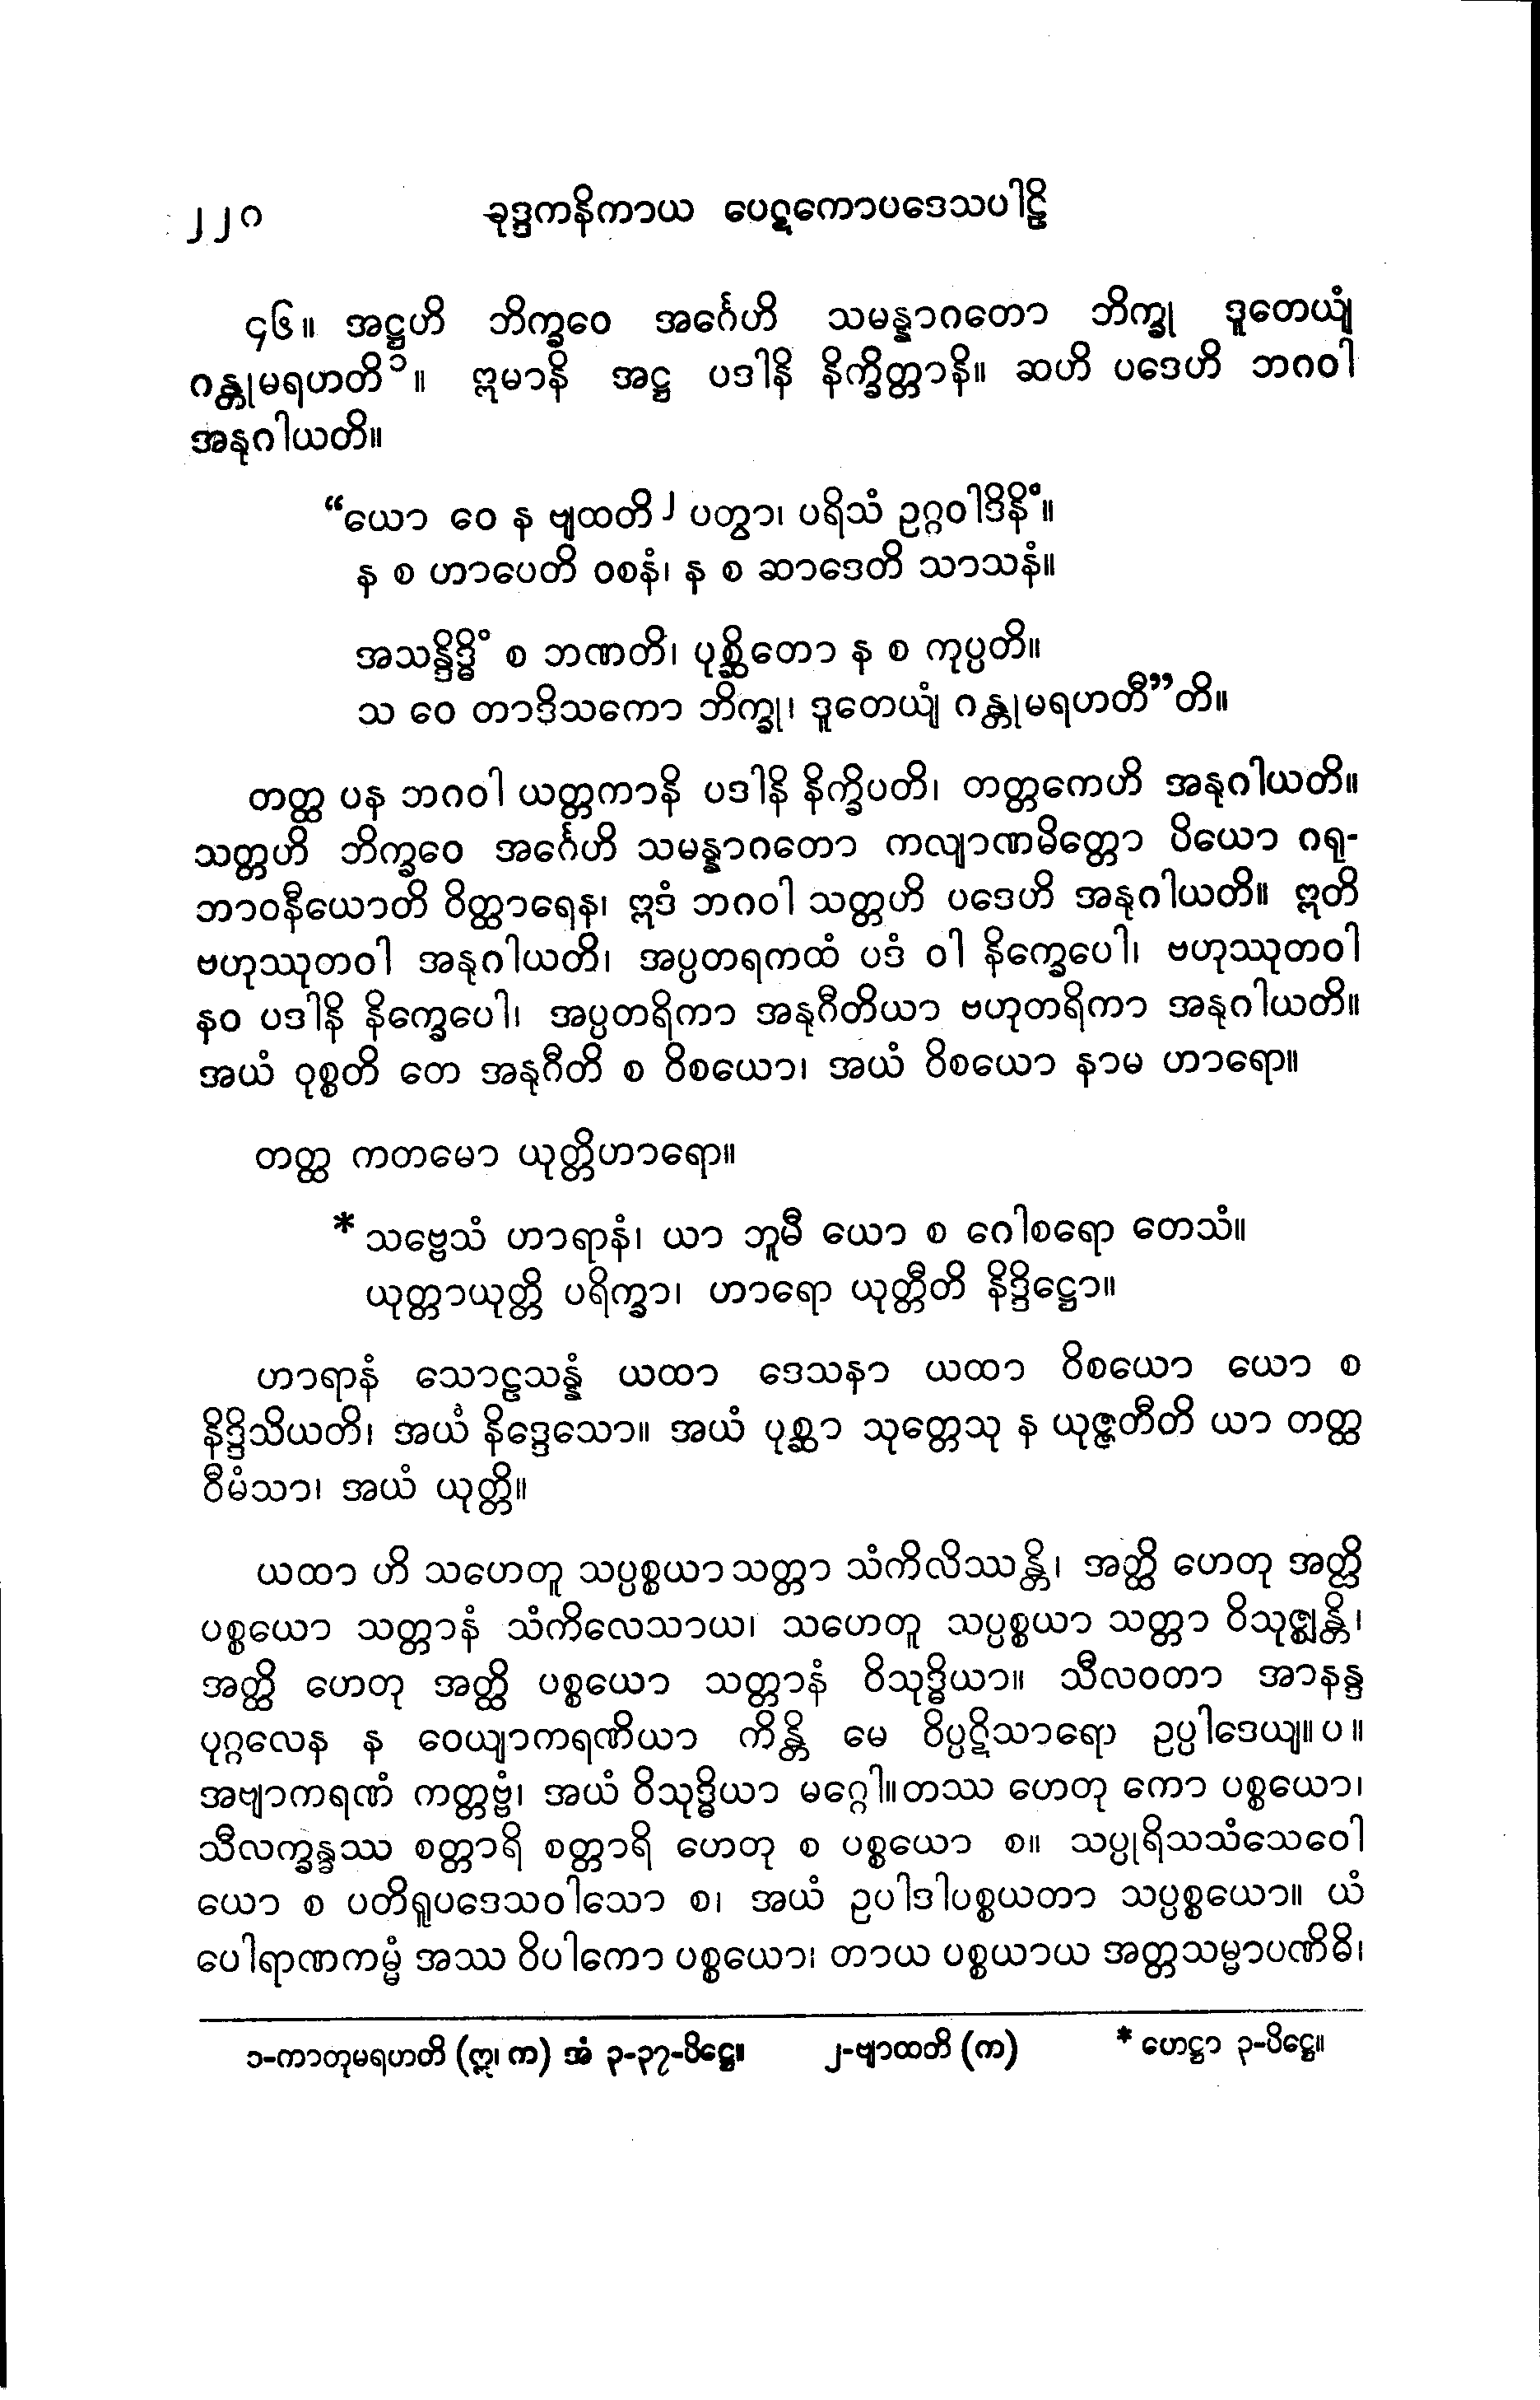 ၂၂၀ ခုဒ္ဒကနိကာယ ပေဋကောပဒေသပါဠိ
၄၆။ အဋ္ဌဟိ ဘိက္ခဝေ အင်္ဂေဟိ သမန္နာဂတော ဘိက္ခု ဒူတေယျံ
ဂန္တုမရဟတိ၁။ ဣမာနိ အဋ္ဌ ပဒါနိ နိက္ခိတ္တာနိ။ ဆဟိ ပဒေဟိ ဘဂဝါ
အနုဂါယတိ။
“ယော ဝေ န ဗျထတိ၂ ပတွာ၊ ပရိသံ ဥဂ္ဂဝါဒိနိံ။
န စ ဟာပေတိ ဝစနံ၊ န စ ဆာဒေတိ သာသနံ။
အသန္ဒိဒ္ဓိံ စ ဘဏတိ၊ ပုစ္ဆိတော န စ ကုပ္ပတိ။
သ ဝေ တာဒိသကော ဘိက္ခု၊ ဒူတေယျံ ဂန္တုမရဟတီ”တိ။
တတ္ထ ပန ဘဂဝါ ယတ္တကာနိ ပဒါနိ နိက္ခိပတိ၊ တတ္တကေဟိ အနုဂါယတိ။
သတ္တဟိ ဘိက္ခဝေ အင်္ဂေဟိ သမန္နာဂတော ကလျာဏမိတ္တော ပိယော ဂရု-
ဘာဝနီယောတိ ဝိတ္ထာရေန၊ ဣဒံ ဘဂဝါ သတ္တဟိ ပဒေဟိ အနုဂါယတိ။ ဣတိ
ဗဟုဿုတဝါ အနုဂါယတိ၊ အပ္ပတရကထံ ပဒံ ဝါ နိက္ခေပေါ၊ ဗဟုဿုတဝါ
နဝ ပဒါနိ နိက္ခေပေါ၊ အပ္ပတရိကာ အနုဂီတိယာ ဗဟုတရိကာ အနုဂါယတိ။
အယံ ဝုစ္စတိ တေ အနုဂီတိ စ ဝိစယော၊ အယံ ဝိစယော နာမ ဟာရော။
တတ္ထ ကတမော ယုတ္တိဟာရော။
* သဗ္ဗေသံ ဟာရာနံ၊ ယာ ဘူမီ ယော စ ဂေါစရော တေသံ။
ယုတ္တာယုတ္တိ ပရိက္ခာ၊ ဟာရော ယုတ္တီတိ နိဒ္ဒိဋ္ဌော။
ဟာရာနံ သောဠသန္နံ ယထာ ဒေသနာ ယထာ ဝိစယော ယော စ
နိဒ္ဒိသိယတိ၊ အယံ နိဒ္ဒေသော။ အယံ ပုစ္ဆာ သုတ္တေသု န ယုဇ္ဇတီတိ ယာ တတ္ထ
ဝီမံသာ၊ အယံ ယုတ္တိ။
ယထာ ဟိ သဟေတူ သပ္ပစ္စယာ သတ္တာ သံကိလိဿန္တိ၊ အတ္ထိ ဟေတု အတ္ထိ
ပစ္စယော သတ္တာနံ သံကိလေသာယ၊ သဟေတူ သပ္ပစ္စယာ သတ္တာ ဝိသုဇ္ဈန္တိ၊
အတ္ထိ ဟေတု အတ္ထိ ပစ္စယော သတ္တာနံ ဝိသုဒ္ဓိယာ။ သီလဝတာ အာနန္ဒ
ပုဂ္ဂလေန န ဝေယျာကရဏိယာ ကိန္တိ မေ ဝိပ္ပဋိသာရော ဥပ္ပါဒေယျ။ပ။
အဗျာကရဏံ ကတ္တဗ္ဗံ၊ အယံ ဝိသုဒ္ဓိယာ မဂ္ဂေါ။ တဿ ဟေတု ကော ပစ္စယော၊
သီလက္ခန္ဓဿ စတ္တာရိ စတ္တာရိ ဟေတု စ ပစ္စယော စ။ သပ္ပုရိသသံသေဝေါ
ယော စ ပတိရူပဒေသဝါသော စ၊ အယံ ဥပါဒါပစ္စယတာ သပ္ပစ္စယော။ ယံ
ပေါရာဏကမ္မံ အဿ ဝိပါကော ပစ္စယော၊ တာယ ပစ္စယာယ အတ္တသမ္မာပဏိဓိ၊
၁-ကာတုမရဟတိ (ဣ၊ က) အံ ၃-၃၇-ပိဋ္ဌေ။ ၂-ဗျာထတိ (က) * ဟေဋ္ဌာ ၃-ပိဋ္ဌေ။